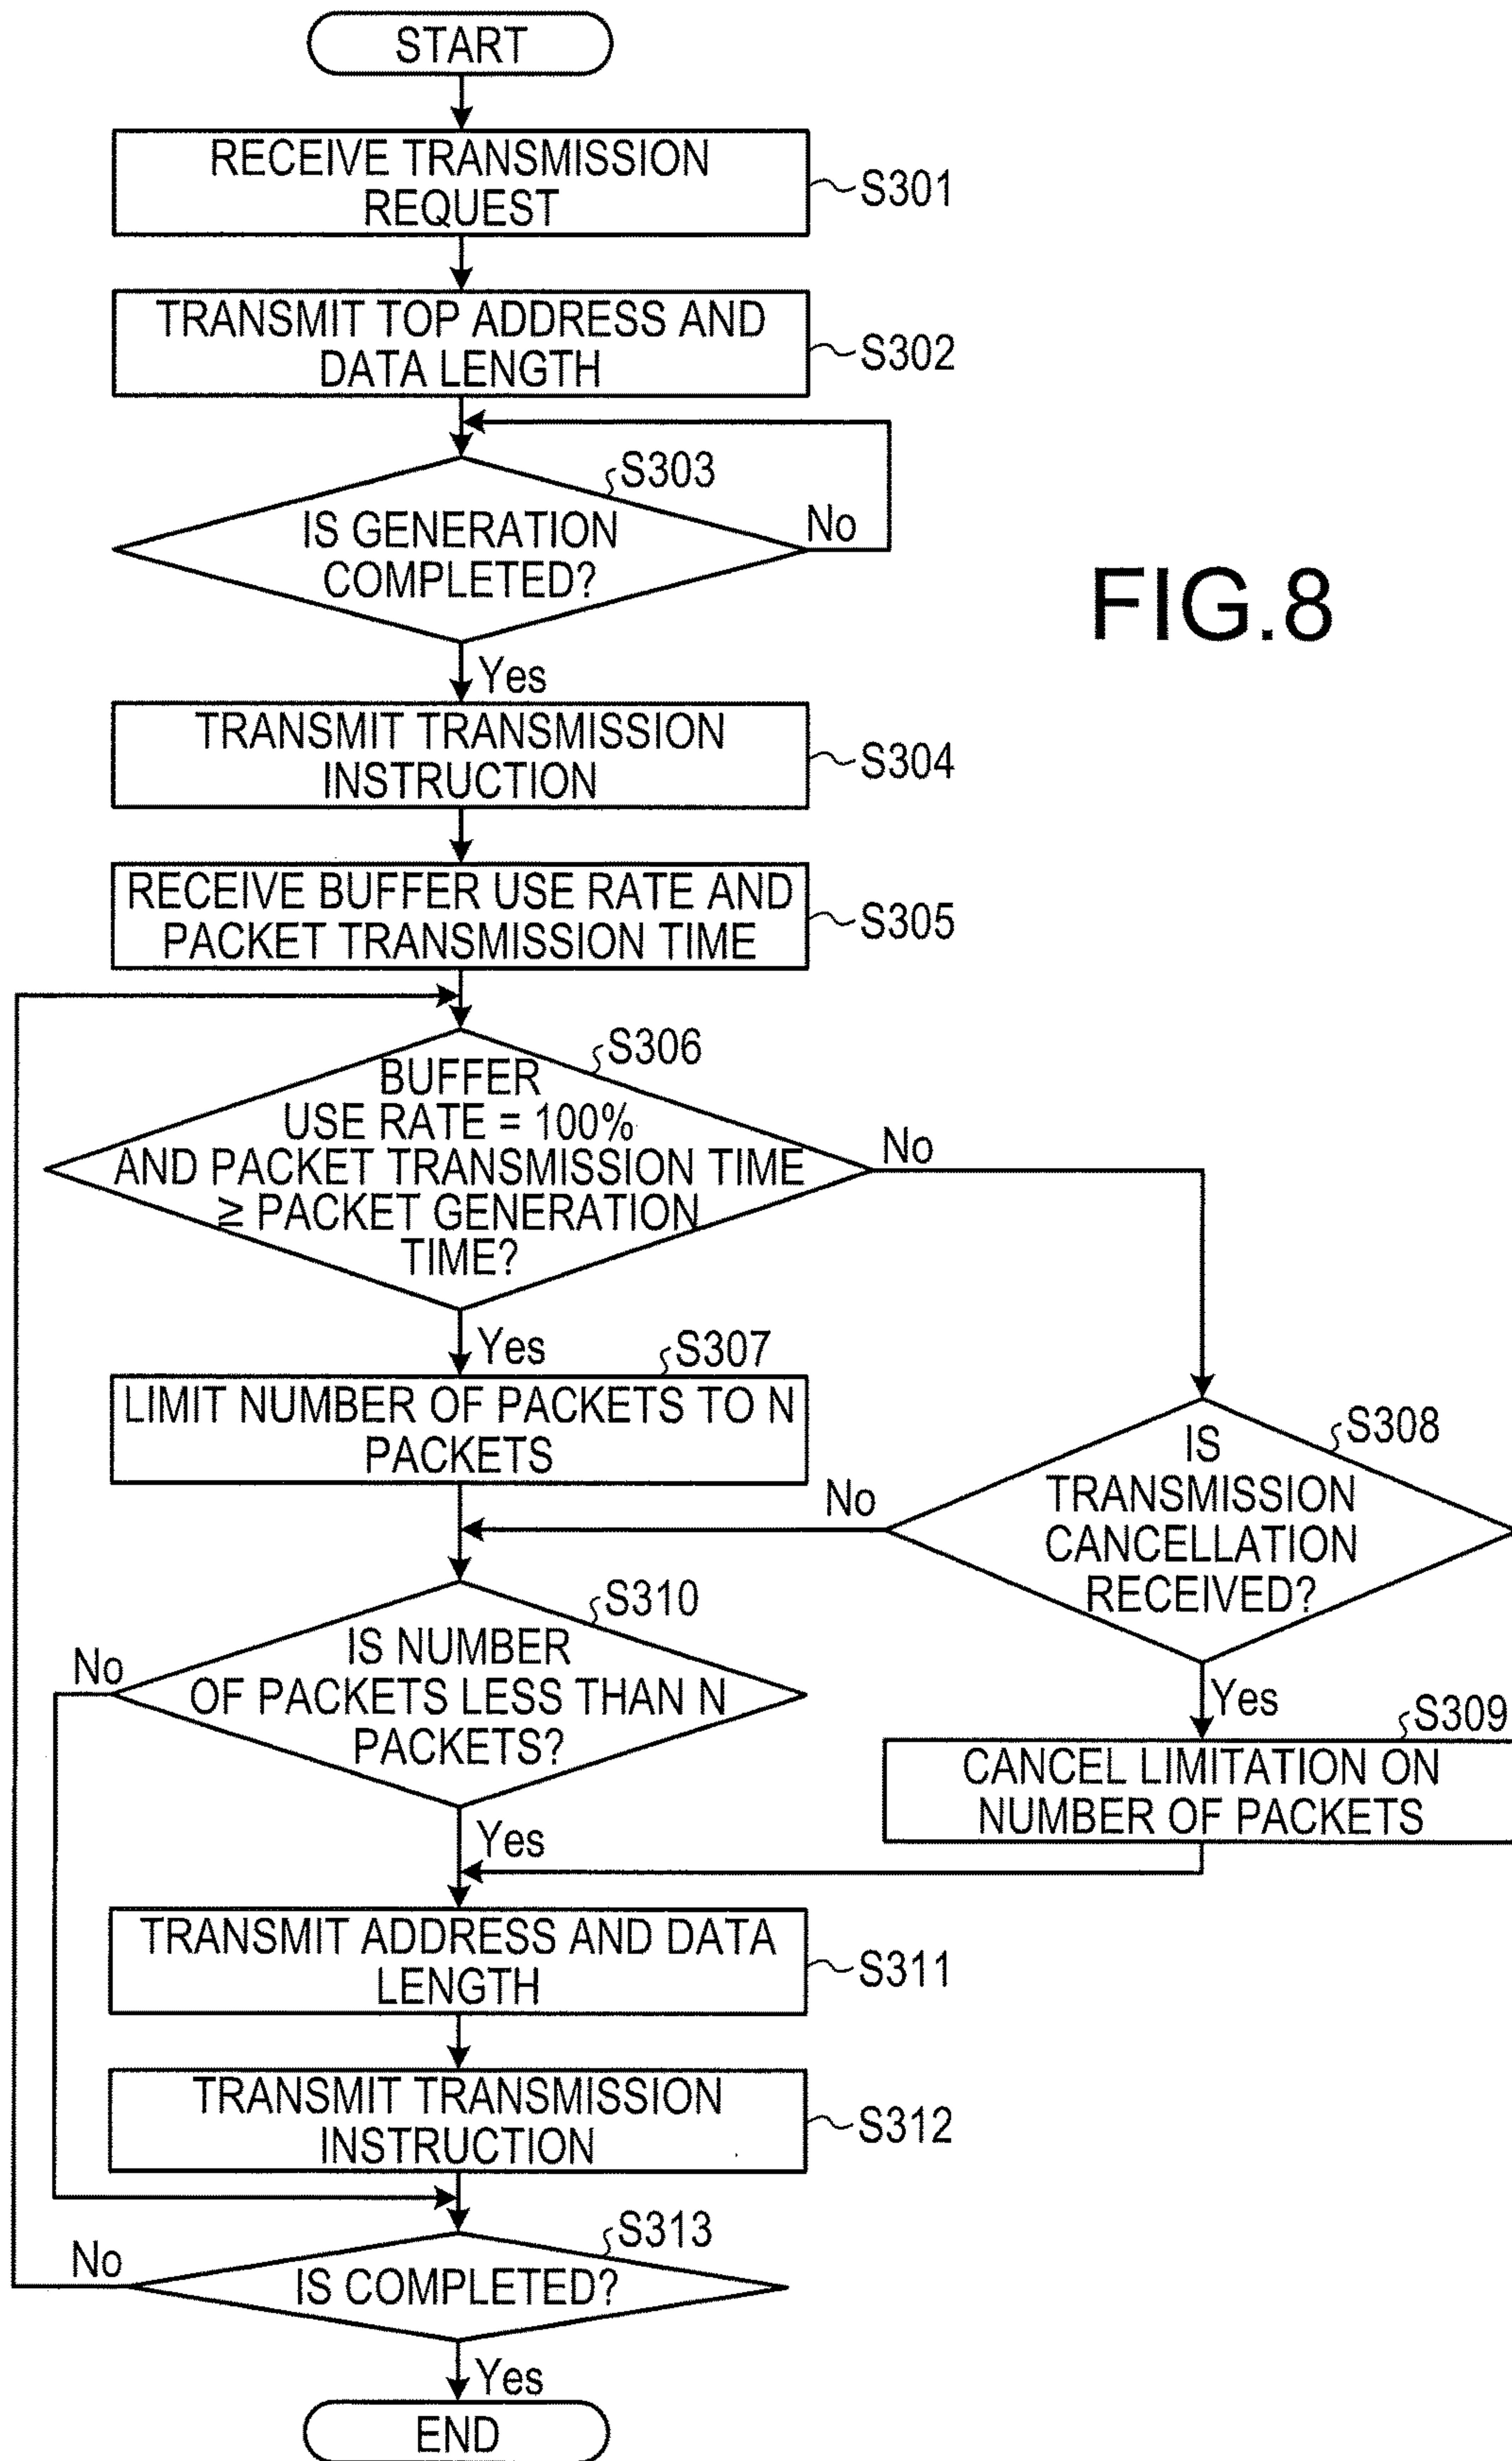 START
RECEIVE TRANSMISSION
REQUEST
S301
TRANSMIT TOP ADDRESS AND
DATA LENGTH
S302
S303
IS GENERATION
COMPLETED?
No
FIG.8
Yes
TRANSMIT TRANSMISSION
INSTRUCTION
S304
RECEIVE BUFFER USE RATE AND
PACKET TRANSMISSION TIME
S305
S306
BUFFER
USE RATE = 100%
AND PACKET TRANSMISSION TIME
≥ PACKET GENERATION
TIME?
No
Yes
S307
LIMIT NUMBER OF PACKETS TO N
PACKETS
S308
IS
TRANSMISSION
CANCELLATION
RECEIVED?
No
Yes
S309
CANCEL LIMITATION ON
NUMBER OF PACKETS
S310
IS NUMBER
OF PACKETS LESS THAN N
PACKETS?
No
Yes
TRANSMIT ADDRESS AND DATA
LENGTH
S311
TRANSMIT TRANSMISSION
INSTRUCTION
S312
S313
IS COMPLETED?
No
Yes
END